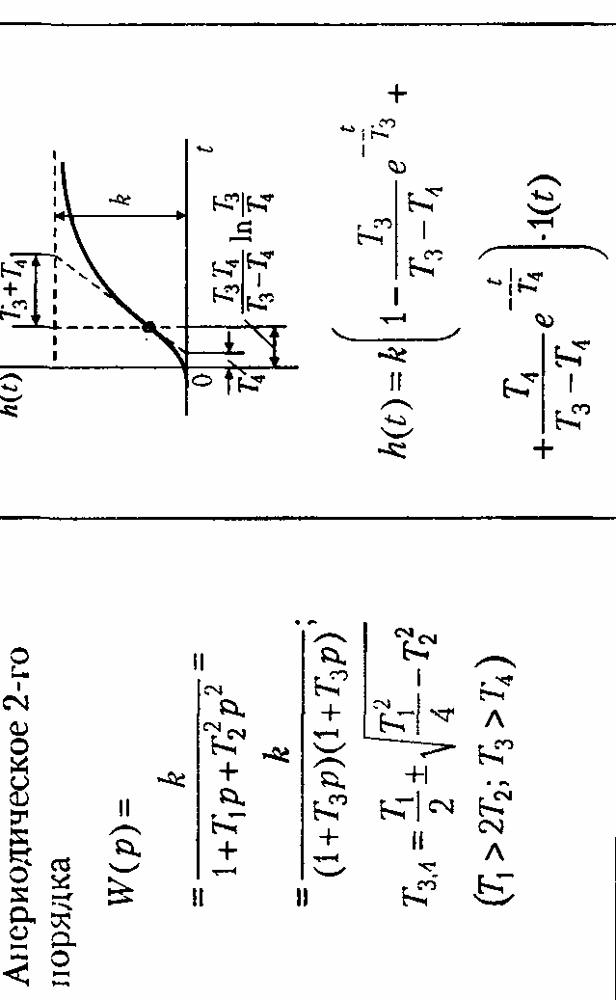 Апериодическое 2-го
порядка
W(p) =
= k / (1+T₁p+T₂²p²) =
= k / ((1+T₃p)(1+T₃p));
T₃,₄ = T₁/2 ± √(T₁²/4 − T₂²)
(T₁ > 2T₂; T₃ > T₄)
h(t)
T₃+T₄
k
0
t
T₄
T₃T₄/(T₃−T₄) ln T₃/T₄
h(t) = k(1 − T₃/(T₃−T₄) e^(−t/T₃) +
+ T₄/(T₃−T₄) e^(−t/T₄))·1(t)